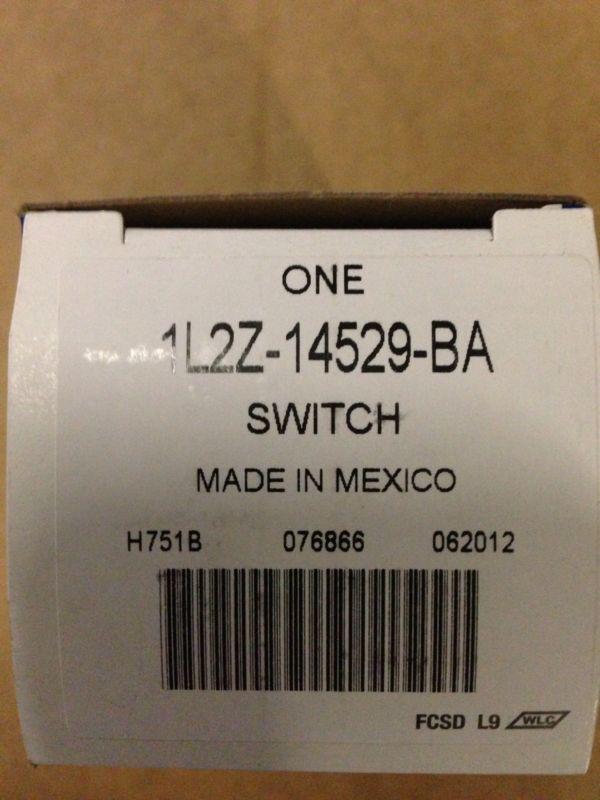 ONE
1L2Z-14529-BA
SWITCH
MADE IN MEXICO
H751B 076866 062012
FCSD L9 WLC